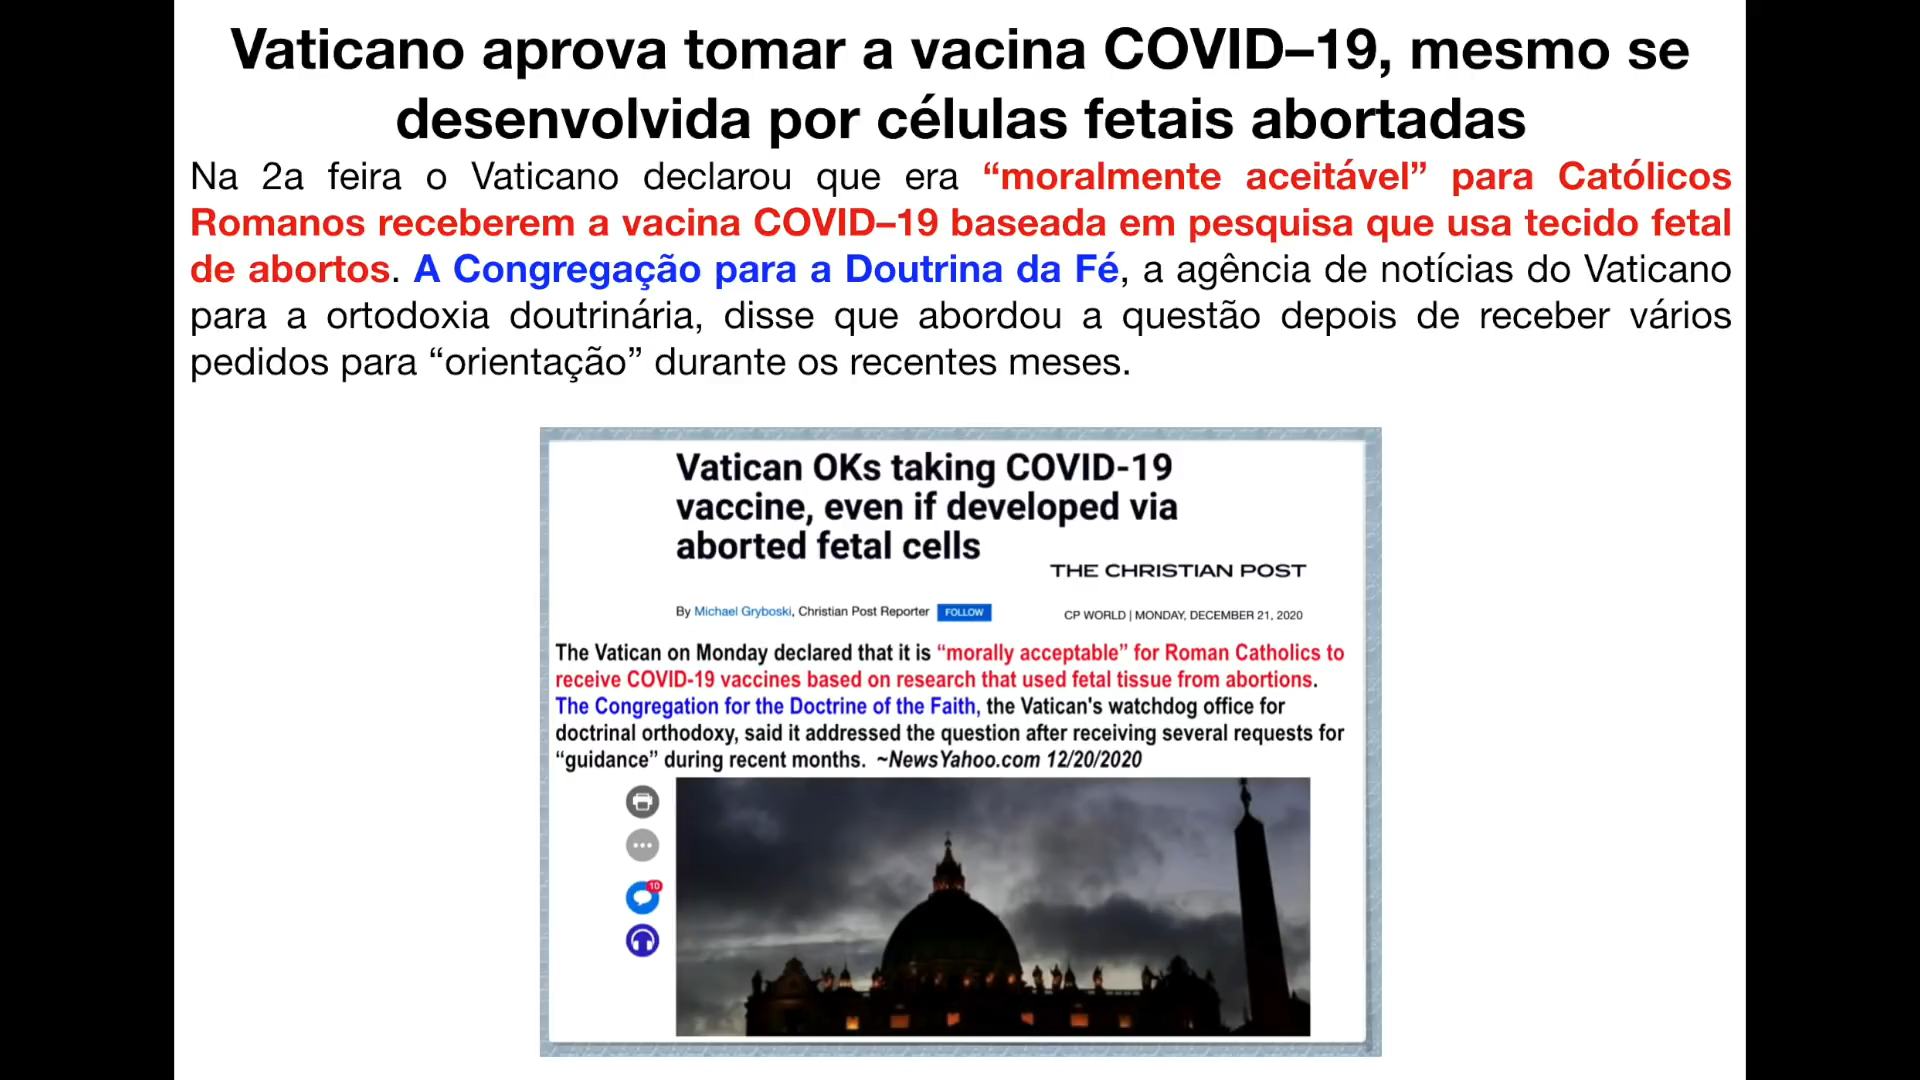 Vaticano aprova tomar a vacina COVID–19, mesmo se
desenvolvida por células fetais abortadas
Na 2a feira o Vaticano declarou que era “moralmente aceitável” para Católicos
Romanos receberem a vacina COVID–19 baseada em pesquisa que usa tecido fetal
de abortos. A Congregação para a Doutrina da Fé, a agência de notícias do Vaticano
para a ortodoxia doutrinária, disse que abordou a questão depois de receber vários
pedidos para “orientação” durante os recentes meses.
Vatican OKs taking COVID-19
vaccine, even if developed via
aborted fetal cells
THE CHRISTIAN POST
By Michael Gryboski, Christian Post Reporter FOLLOW
CP WORLD | MONDAY, DECEMBER 21, 2020
The Vatican on Monday declared that it is “morally acceptable” for Roman Catholics to
receive COVID-19 vaccines based on research that used fetal tissue from abortions.
The Congregation for the Doctrine of the Faith, the Vatican's watchdog office for
doctrinal orthodoxy, said it addressed the question after receiving several requests for
“guidance” during recent months. ~NewsYahoo.com 12/20/2020
10